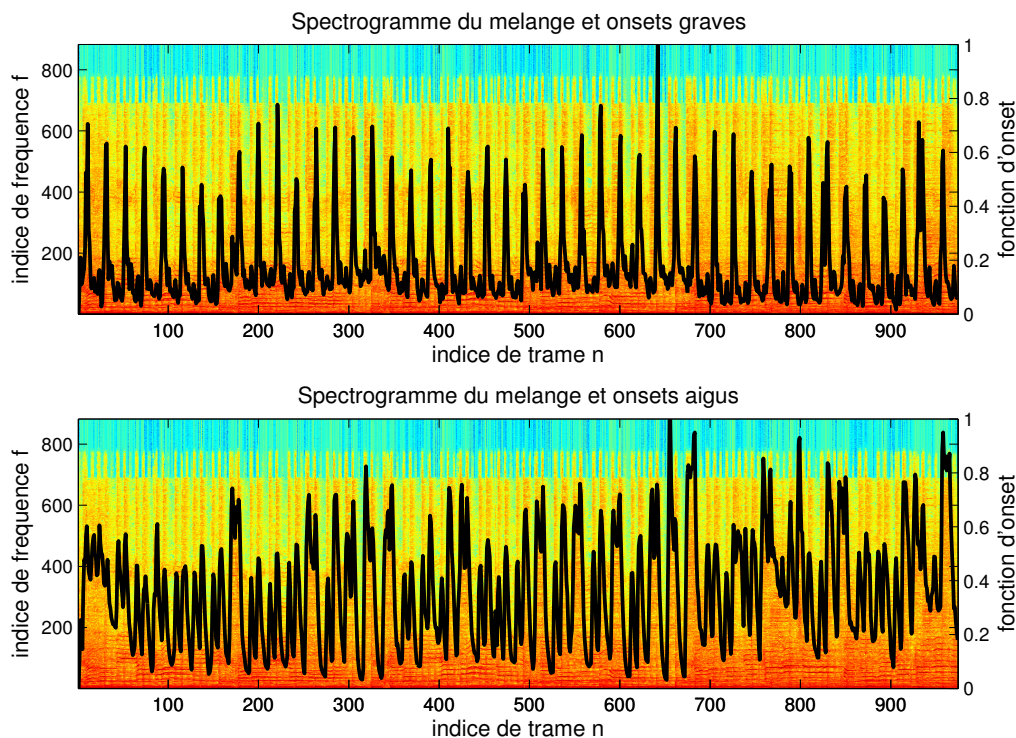 Spectrogramme du melange et onsets graves
indice de frequence f
800
600
400
200
100 200 300 400 500 600 700 800 900
indice de trame n
1
0.8
0.6
0.4
0.2
0
fonction d'onset
Spectrogramme du melange et onsets aigus
indice de frequence f
800
600
400
200
100 200 300 400 500 600 700 800 900
indice de trame n
1
0.8
0.6
0.4
0.2
0
fonction d'onset